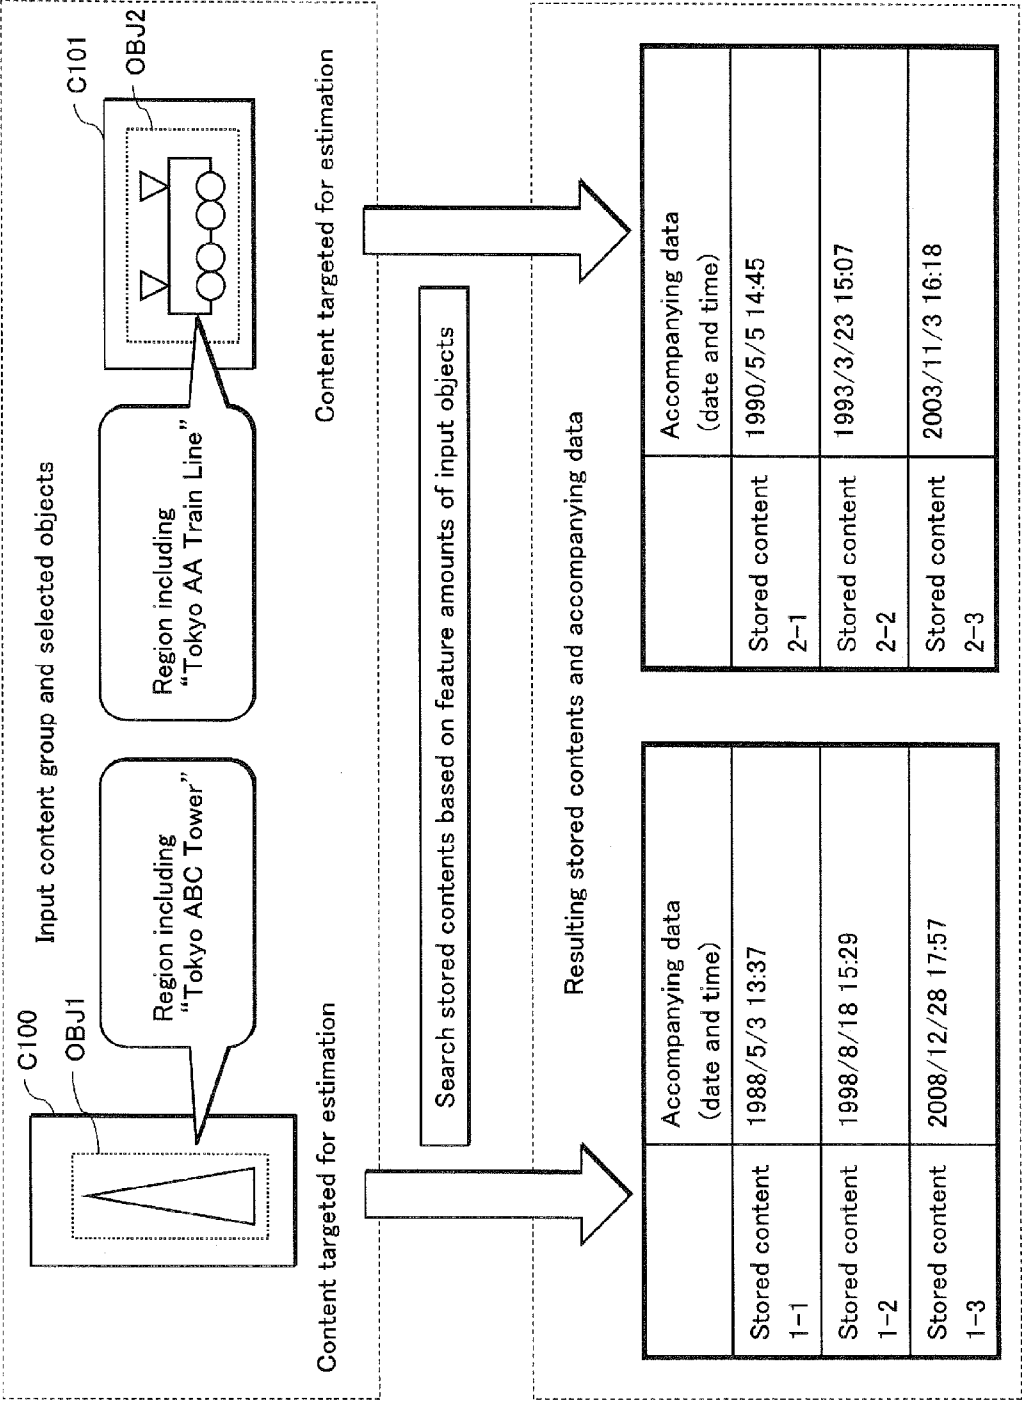 Input content group and selected objects
C100
OBJ1
Region including
“Tokyo ABC Tower”
Region including
“Tokyo AA Train Line”
C101
OBJ2
Content targeted for estimation
Content targeted for estimation
Search stored contents based on feature amounts of input objects
Resulting stored contents and accompanying data
Accompanying data
(date and time)
Stored content
1-1
1988/5/3 13:37
Stored content
1-2
1998/8/18 15:29
Stored content
1-3
2008/12/28 17:57
Accompanying data
(date and time)
Stored content
2-1
1990/5/5 14:45
Stored content
2-2
1993/3/23 15:07
Stored content
2-3
2003/11/3 16:18